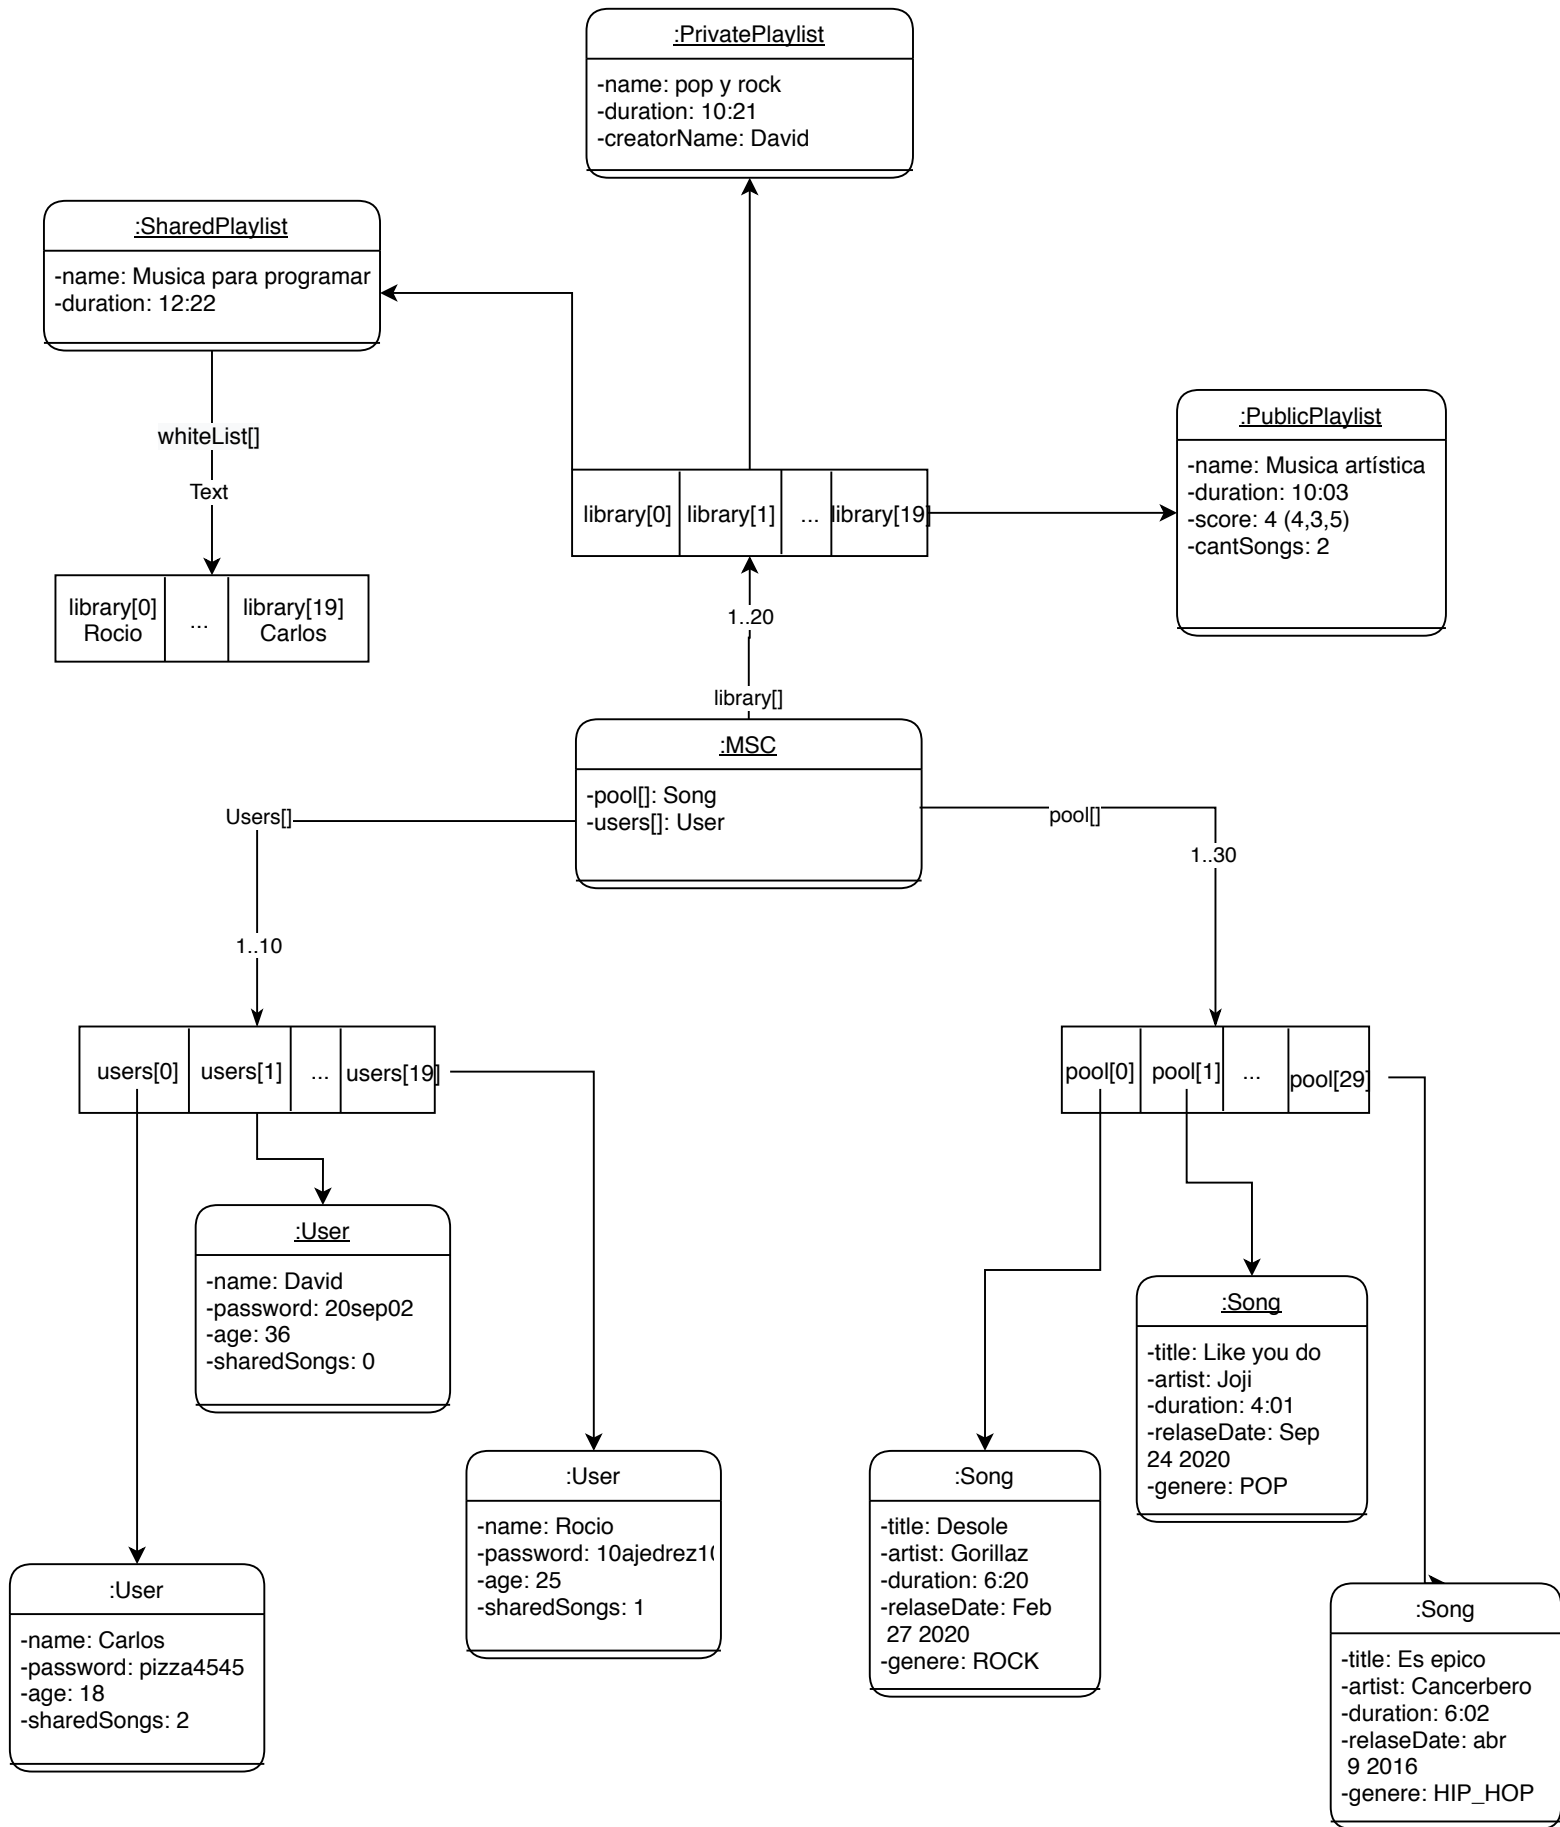 :PrivatePlaylist
-name: pop y rock
-duration: 10:21
-creatorName: David
:SharedPlaylist
-name: Musica para programar
-duration: 12:22
whiteList[]
Text
library[0]
Rocio
...
library[19]
Carlos
library[0]
library[1]
...
library[19]
:PublicPlaylist
-name: Musica artística
-duration: 10:03
-score: 4 (4,3,5)
-cantSongs: 2
1..20
library[]
:MSC
-pool[]: Song
-users[]: User
Users[]
1..10
pool[]
1..30
users[0]
users[1]
...
users[19]
pool[0]
pool[1]
...
pool[29]
:User
-name: David
-password: 20sep02
-age: 36
-sharedSongs: 0
:Song
-title: Like you do
-artist: Joji
-duration: 4:01
-relaseDate: Sep
24 2020
-genere: POP
:User
-name: Rocio
-password: 10ajedrez10
-age: 25
-sharedSongs: 1
:Song
-title: Desole
-artist: Gorillaz
-duration: 6:20
-relaseDate: Feb
27 2020
-genere: ROCK
:User
-name: Carlos
-password: pizza4545
-age: 18
-sharedSongs: 2
:Song
-title: Es epico
-artist: Cancerbero
-duration: 6:02
-relaseDate: abr
9 2016
-genere: HIP_HOP